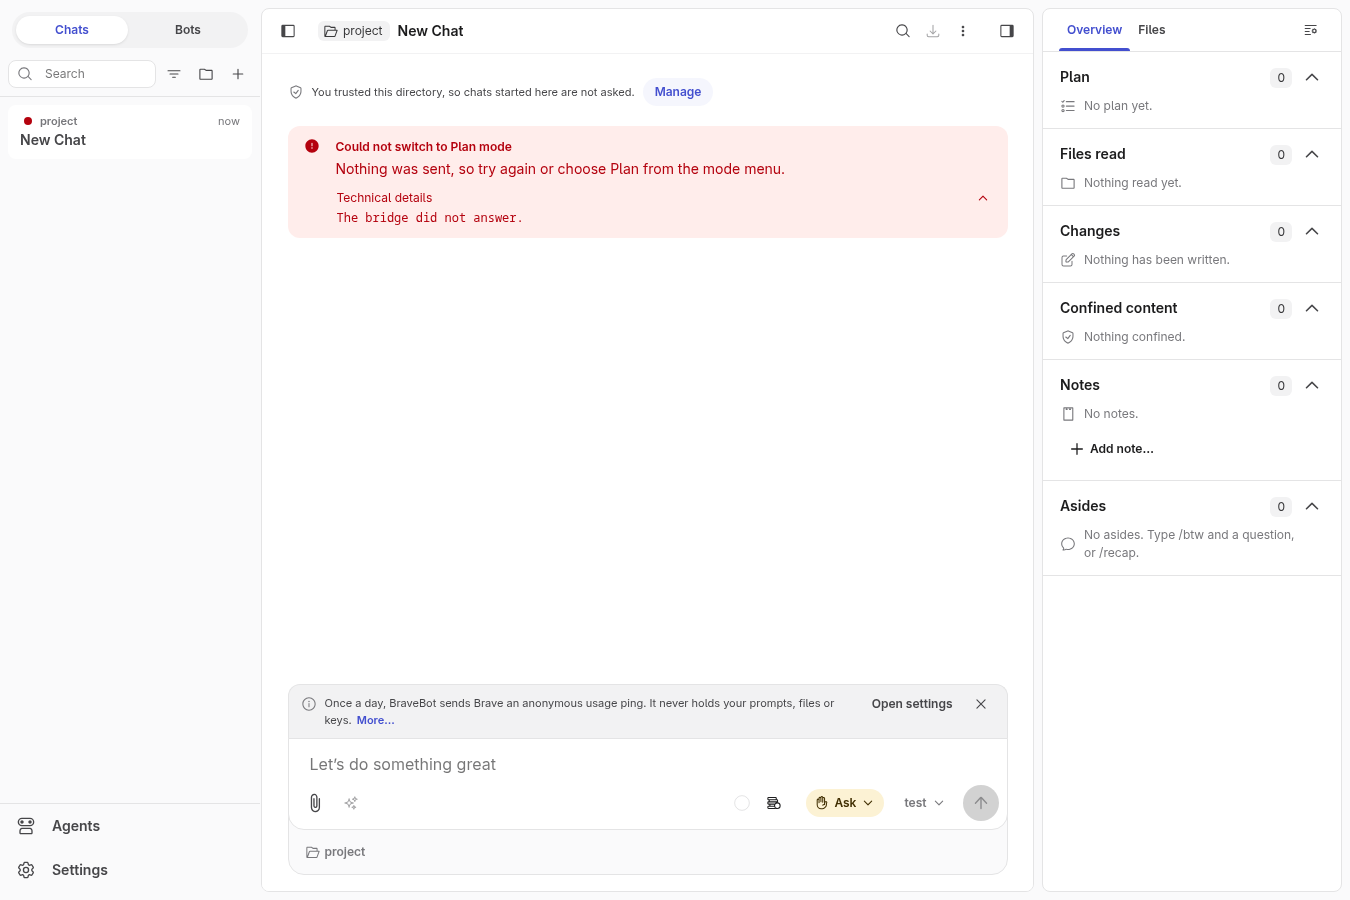 Chats
Bots
Search
project
now
New Chat
Agents
Settings
project
New Chat
You trusted this directory, so chats started here are not asked.
Manage
Could not switch to Plan mode
Nothing was sent, so try again or choose Plan from the mode menu.
Technical details
The bridge did not answer.
Once a day, BraveBot sends Brave an anonymous usage ping. It never holds your prompts, files or
keys. More...
Open settings
Let's do something great
Ask
test
project
Overview
Files
Plan
0
No plan yet.
Files read
0
Nothing read yet.
Changes
0
Nothing has been written.
Confined content
0
Nothing confined.
Notes
0
No notes.
Add note...
Asides
0
No asides. Type /btw and a question,
or /recap.